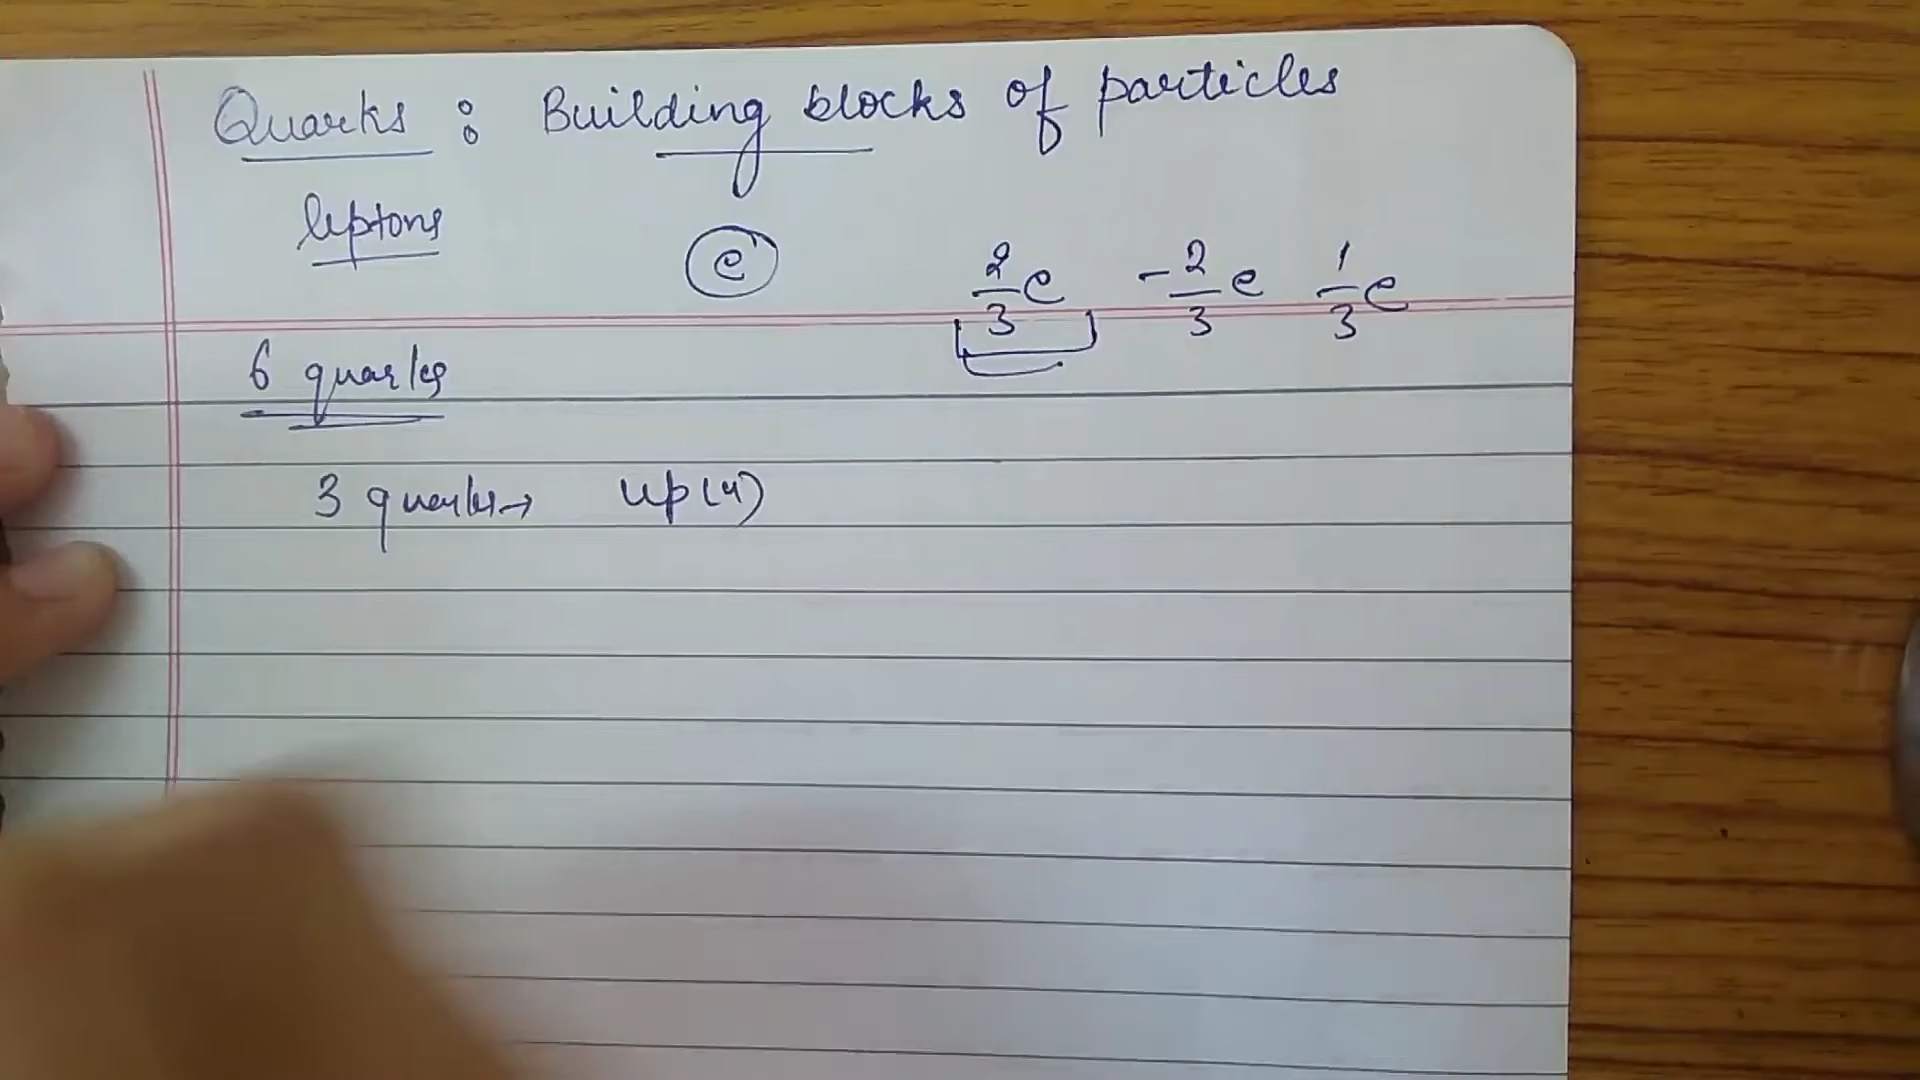 Quarks : Building blocks of particles
leptons
e 2/3 e -2/3 e 1/3 e
6 quarks
3 quarks → up(u)